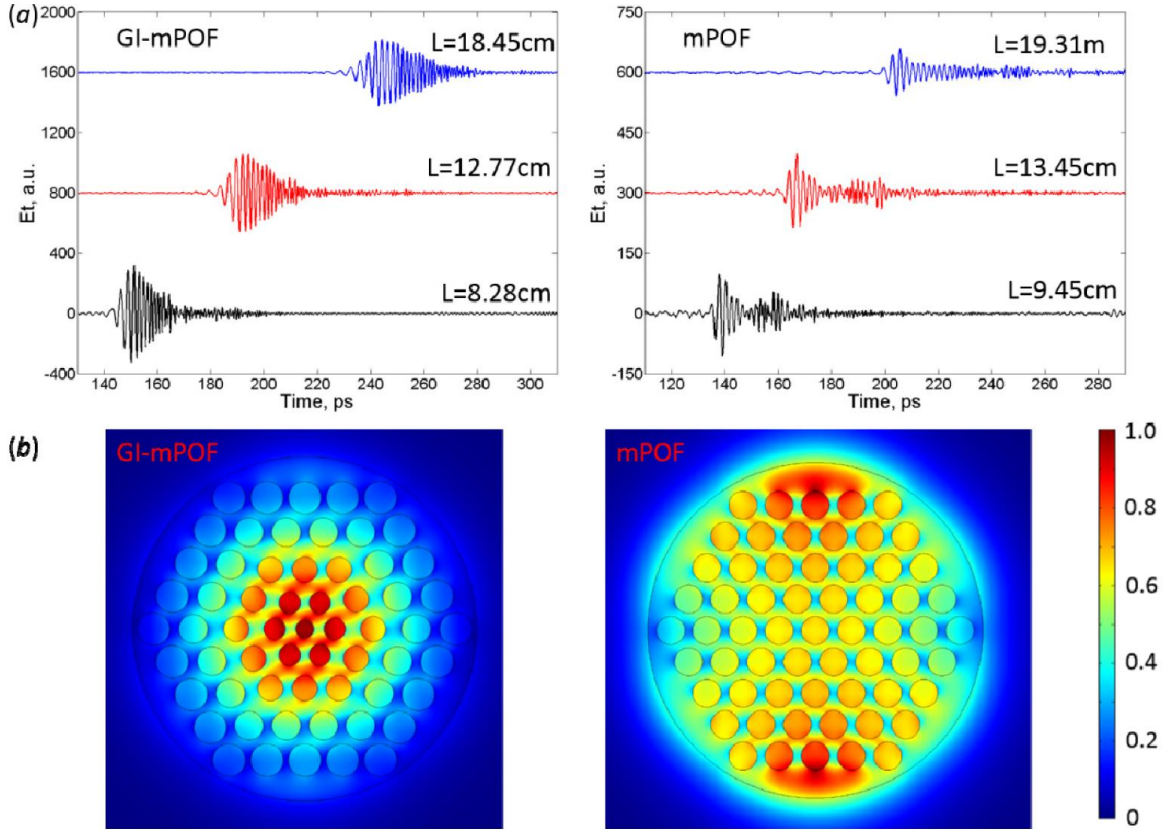 (a)
GI-mPOF
L=18.45cm
L=12.77cm
L=8.28cm
2000
1600
1200
800
400
0
-400
Et, a.u.
140 160 180 200 220 240 260 280 300
Time, ps
mPOF
L=19.31m
L=13.45cm
L=9.45cm
750
600
450
300
150
0
-150
Et, a.u.
120 140 160 180 200 220 240 260 280
Time, ps
(b)
GI-mPOF
mPOF
1.0
0.8
0.6
0.4
0.2
0